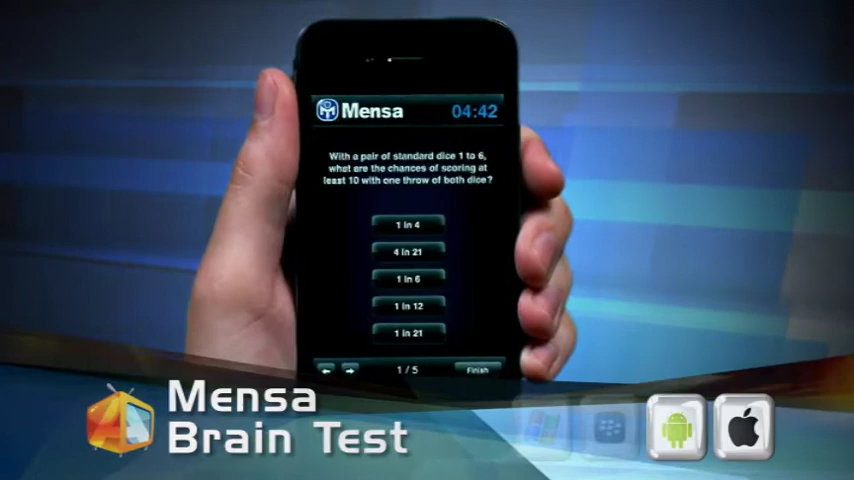 Mensa 04:42
With a pair of standard dice 1 to 6,
what are the chances of scoring at
least 10 with one throw of both dice?
1 in 4
4 in 21
1 in 6
1 in 12
1 in 21
1 / 5 Finish
Mensa
Brain Test